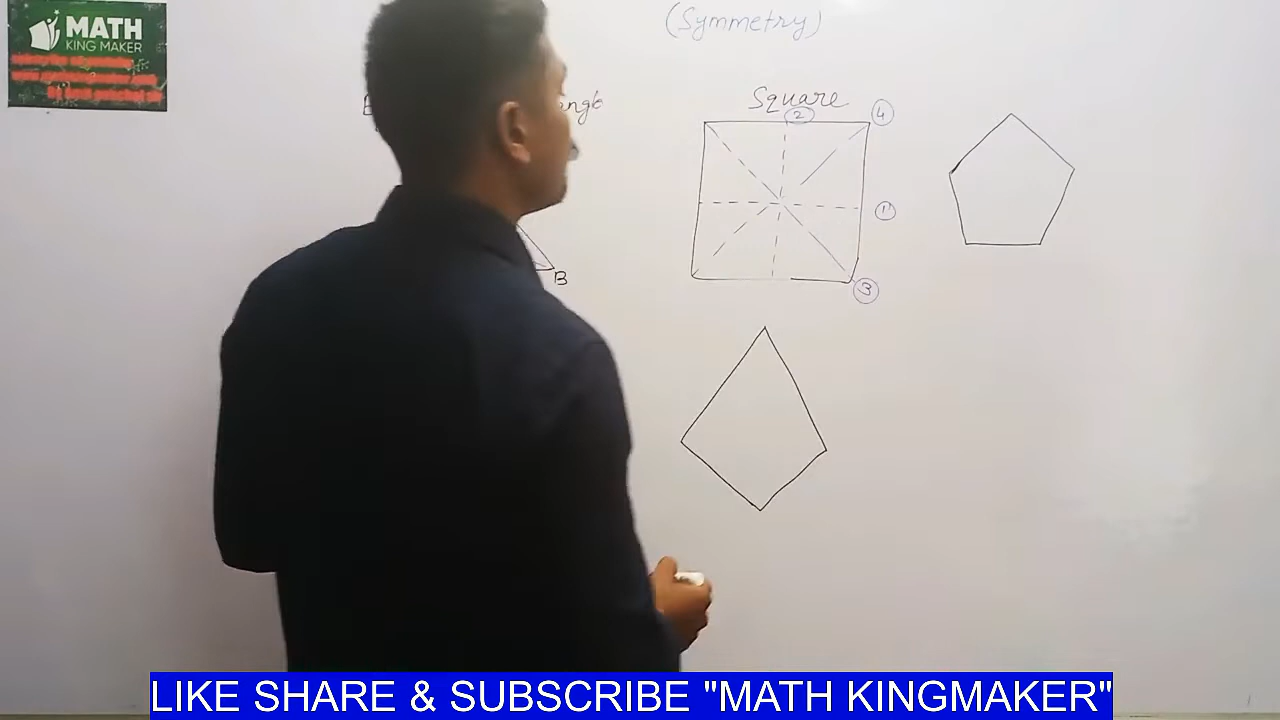 MATH
KING MAKER
(Symmetry)
Square
2
4
1
3
B
LIKE SHARE & SUBSCRIBE "MATH KINGMAKER"